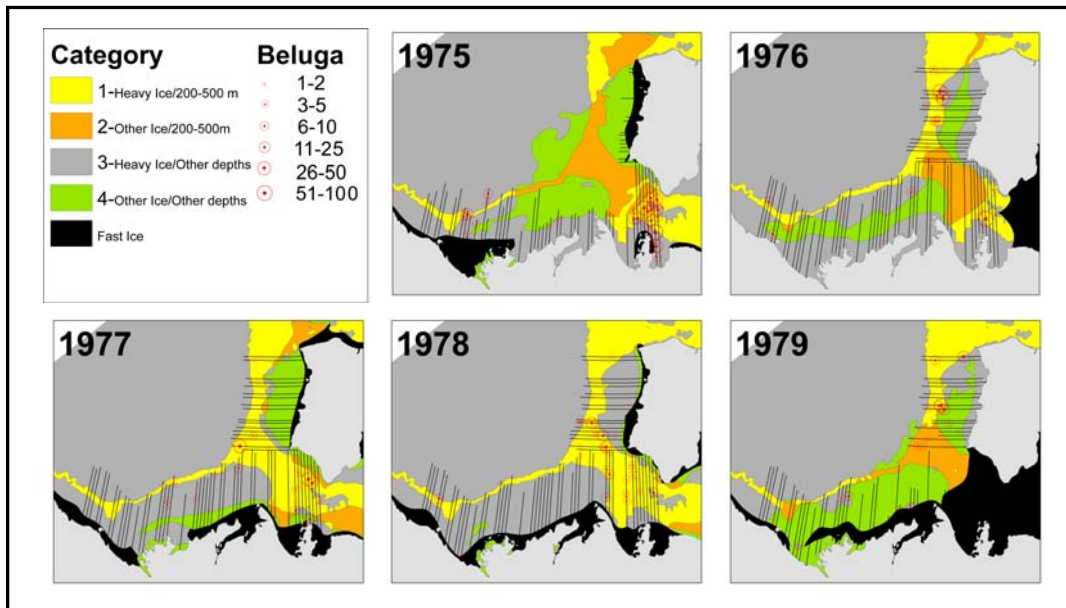 Category
1-Heavy Ice/200-500 m
2-Other Ice/200-500m
3-Heavy Ice/Other depths
4-Other Ice/Other depths
Fast Ice
Beluga
1-2
3-5
6-10
11-25
26-50
51-100
1975
1976
1977
1978
1979